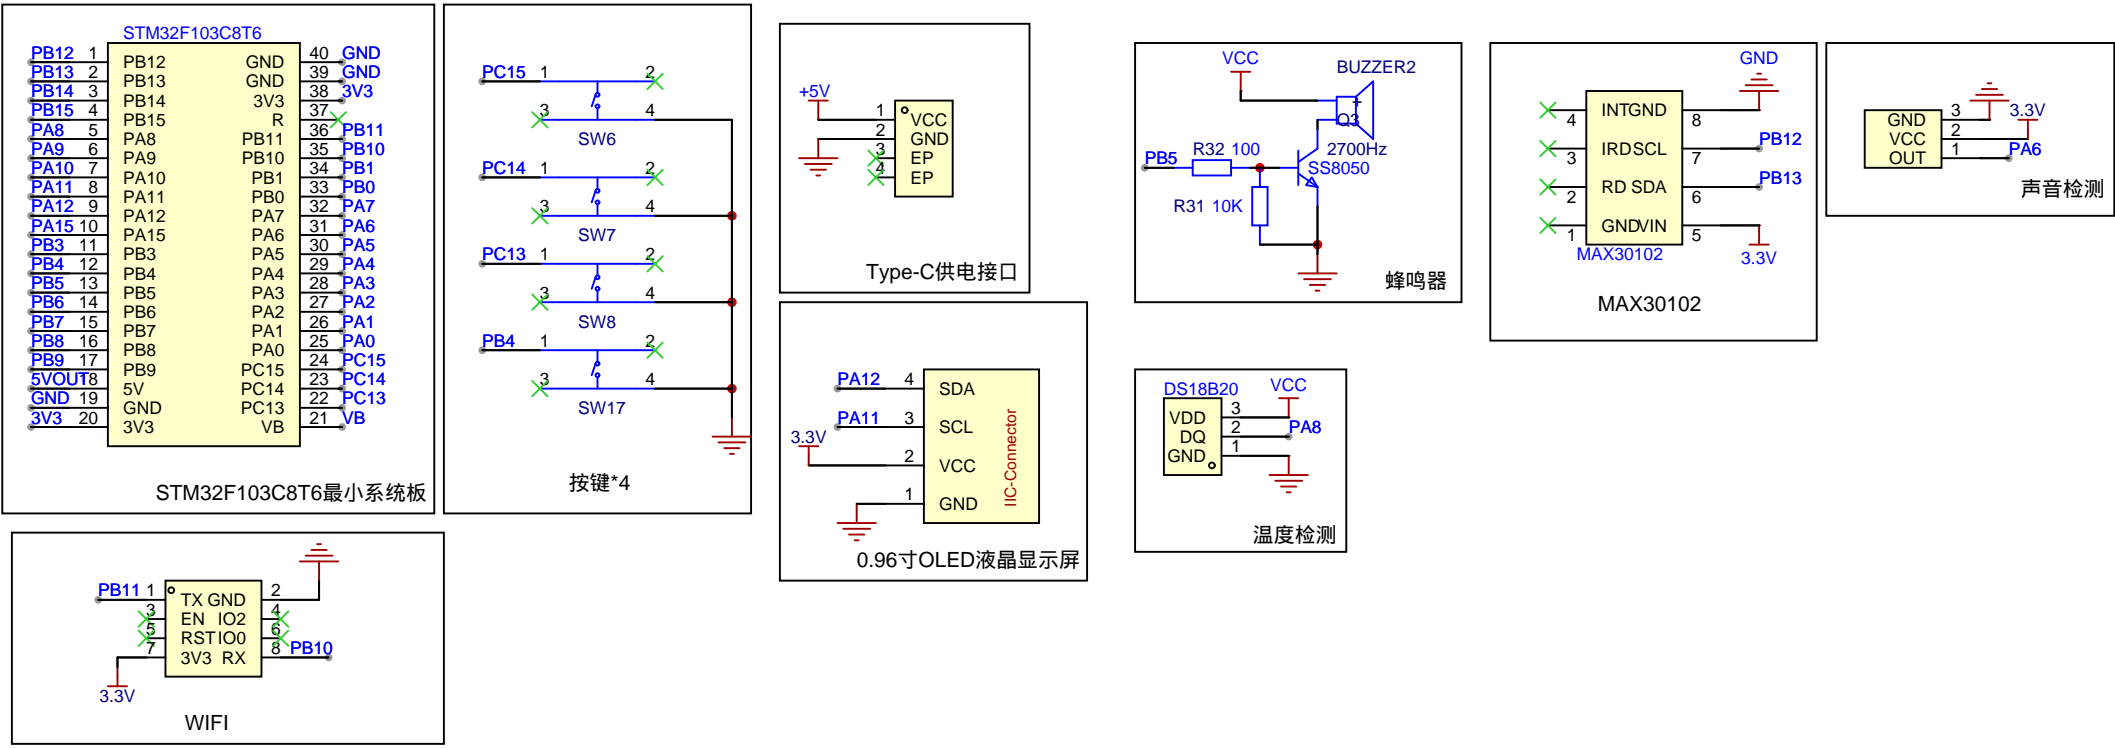 STM32F103C8T6
PB12 1 PB12 GND 40 GND
PB13 2 PB13 GND 39 GND
PB14 3 PB14 3V3 38 3V3
PB15 4 PB15 R 37
PA8 5 PA8 PB11 36 PB11
PA9 6 PA9 PB10 35 PB10
PA10 7 PA10 PB1 34 PB1
PA11 8 PA11 PB0 33 PB0
PA12 9 PA12 PA7 32 PA7
PA15 10 PA15 PA6 31 PA6
PB3 11 PB3 PA5 30 PA5
PB4 12 PB4 PA4 29 PA4
PB5 13 PB5 PA3 28 PA3
PB6 14 PB6 PA2 27 PA2
PB7 15 PB7 PA1 26 PA1
PB8 16 PB8 PA0 25 PA0
PB9 17 PB9 PC15 24 PC15
5VOUT 8 5V PC14 23 PC14
GND 19 GND PC13 22 PC13
3V3 20 3V3 VB 21 VB
STM32F103C8T6最小系统板
PC15 1 2
3 4
SW6
PC14 1 2
3 4
SW7
PC13 1 2
3 4
SW8
PB4 1 2
3 4
SW17
按键*4
+5V
1 VCC
2 GND
3 EP
4 EP
Type-C供电接口
PA12 4 SDA
PA11 3 SCL
3.3V
2 VCC
1 GND
IIC-Connector
0.96寸OLED液晶显示屏
VCC
BUZZER2
+
Q3
2700Hz
SS8050
PB5
R32 100
R31 10K
蜂鸣器
DS18B20
VCC
VDD 3
DQ 2 PA8
GND 1
温度检测
GND
4 INT GND 8
3 IRD SCL 7 PB12
2 RD SDA 6 PB13
1 GND VIN 5
MAX30102
3.3V
MAX30102
GND 3
3.3V
VCC 2
OUT 1 PA6
声音检测
PB11 1 TX GND 2
3 EN IO2 4
5 RST IO0 6
7 3V3 RX 8 PB10
3.3V
WIFI